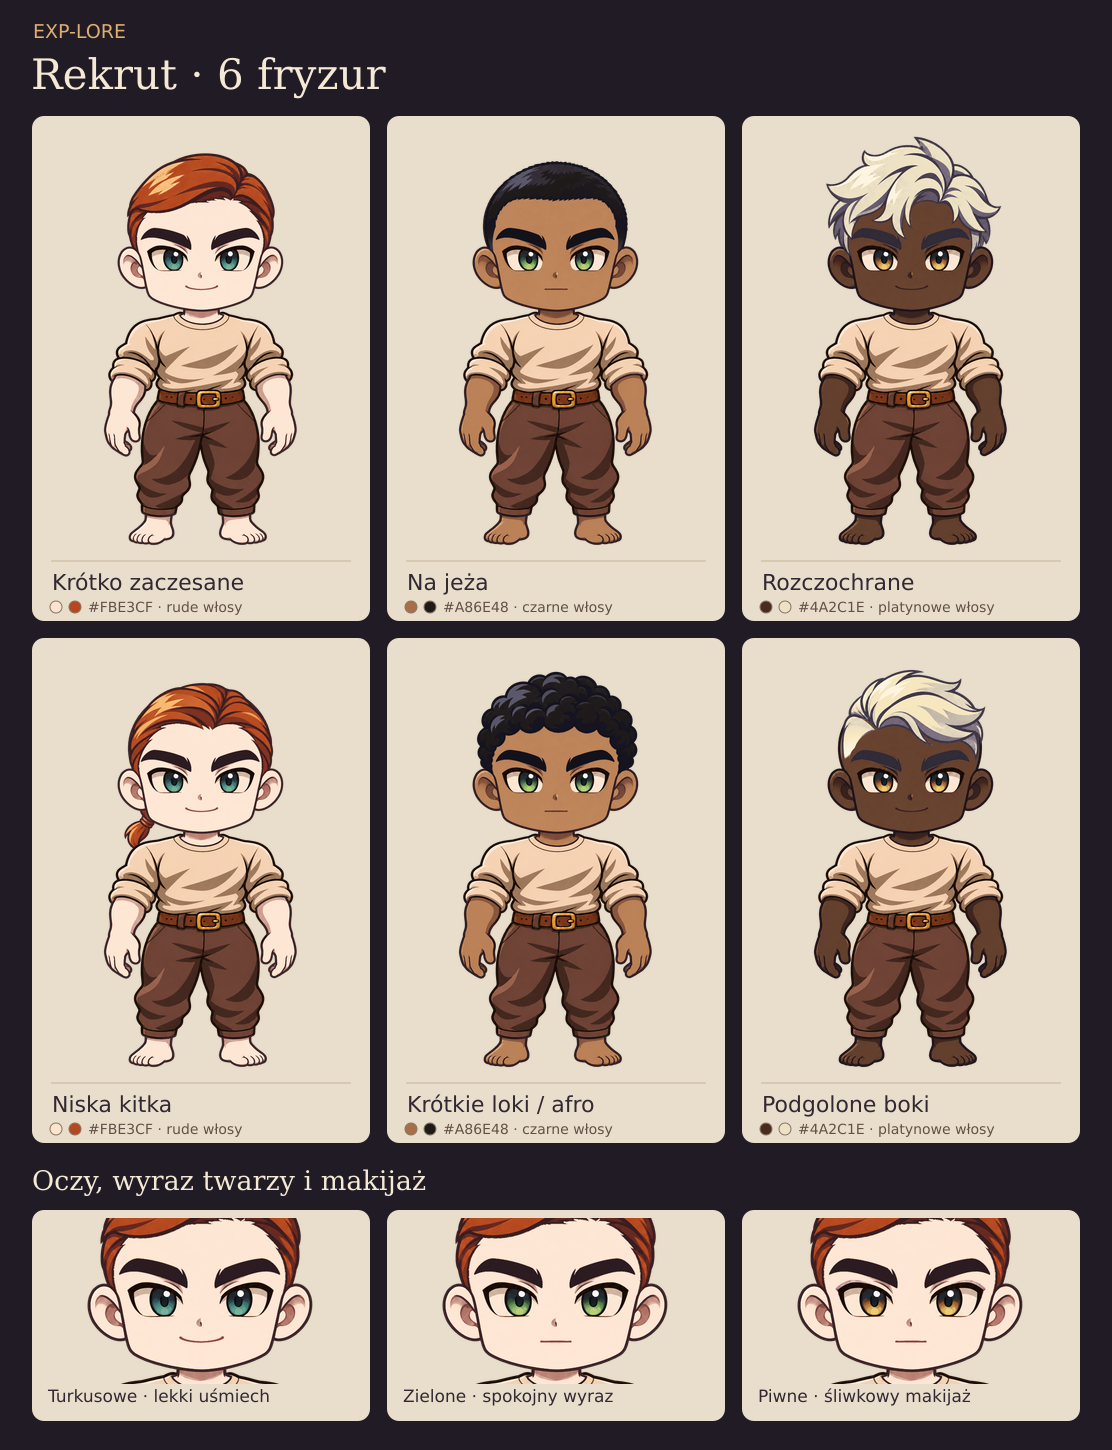 EXP-LORE
Rekrut · 6 fryzur
Krótko zaczesane
#FBE3CF · rude włosy
Na jeża
#A86E48 · czarne włosy
Rozczochrane
#4A2C1E · platynowe włosy
Niska kitka
#FBE3CF · rude włosy
Krótkie loki / afro
#A86E48 · czarne włosy
Podgolone boki
#4A2C1E · platynowe włosy
Oczy, wyraz twarzy i makijaż
Turkusowe · lekki uśmiech
Zielone · spokojny wyraz
Piwne · śliwkowy makijaż